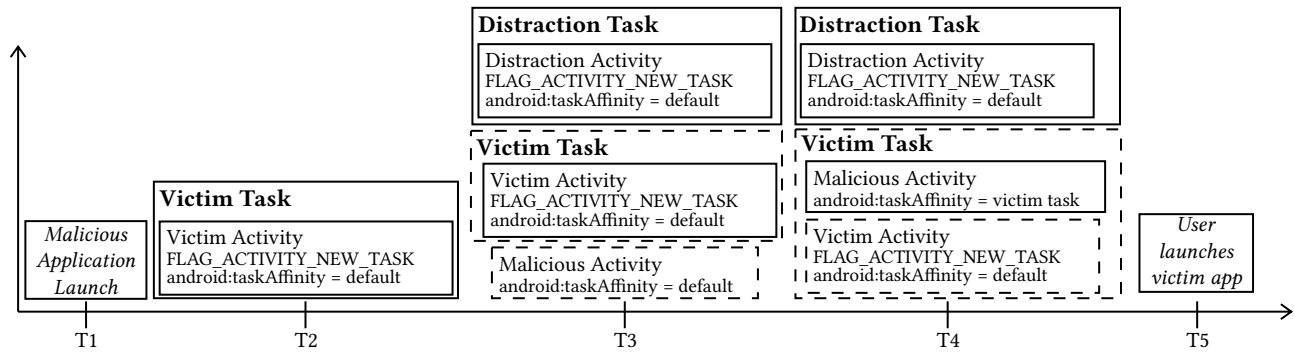 Malicious
Application
Launch
Victim Task
Victim Activity
FLAG_ACTIVITY_NEW_TASK
android:taskAffinity = default
Distraction Task
Distraction Activity
FLAG_ACTIVITY_NEW_TASK
android:taskAffinity = default
Victim Task
Victim Activity
FLAG_ACTIVITY_NEW_TASK
android:taskAffinity = default
Malicious Activity
android:taskAffinity = default
Distraction Task
Distraction Activity
FLAG_ACTIVITY_NEW_TASK
android:taskAffinity = default
Victim Task
Malicious Activity
android:taskAffinity = victim task
Victim Activity
FLAG_ACTIVITY_NEW_TASK
android:taskAffinity = default
User
launches
victim app
T1
T2
T3
T4
T5